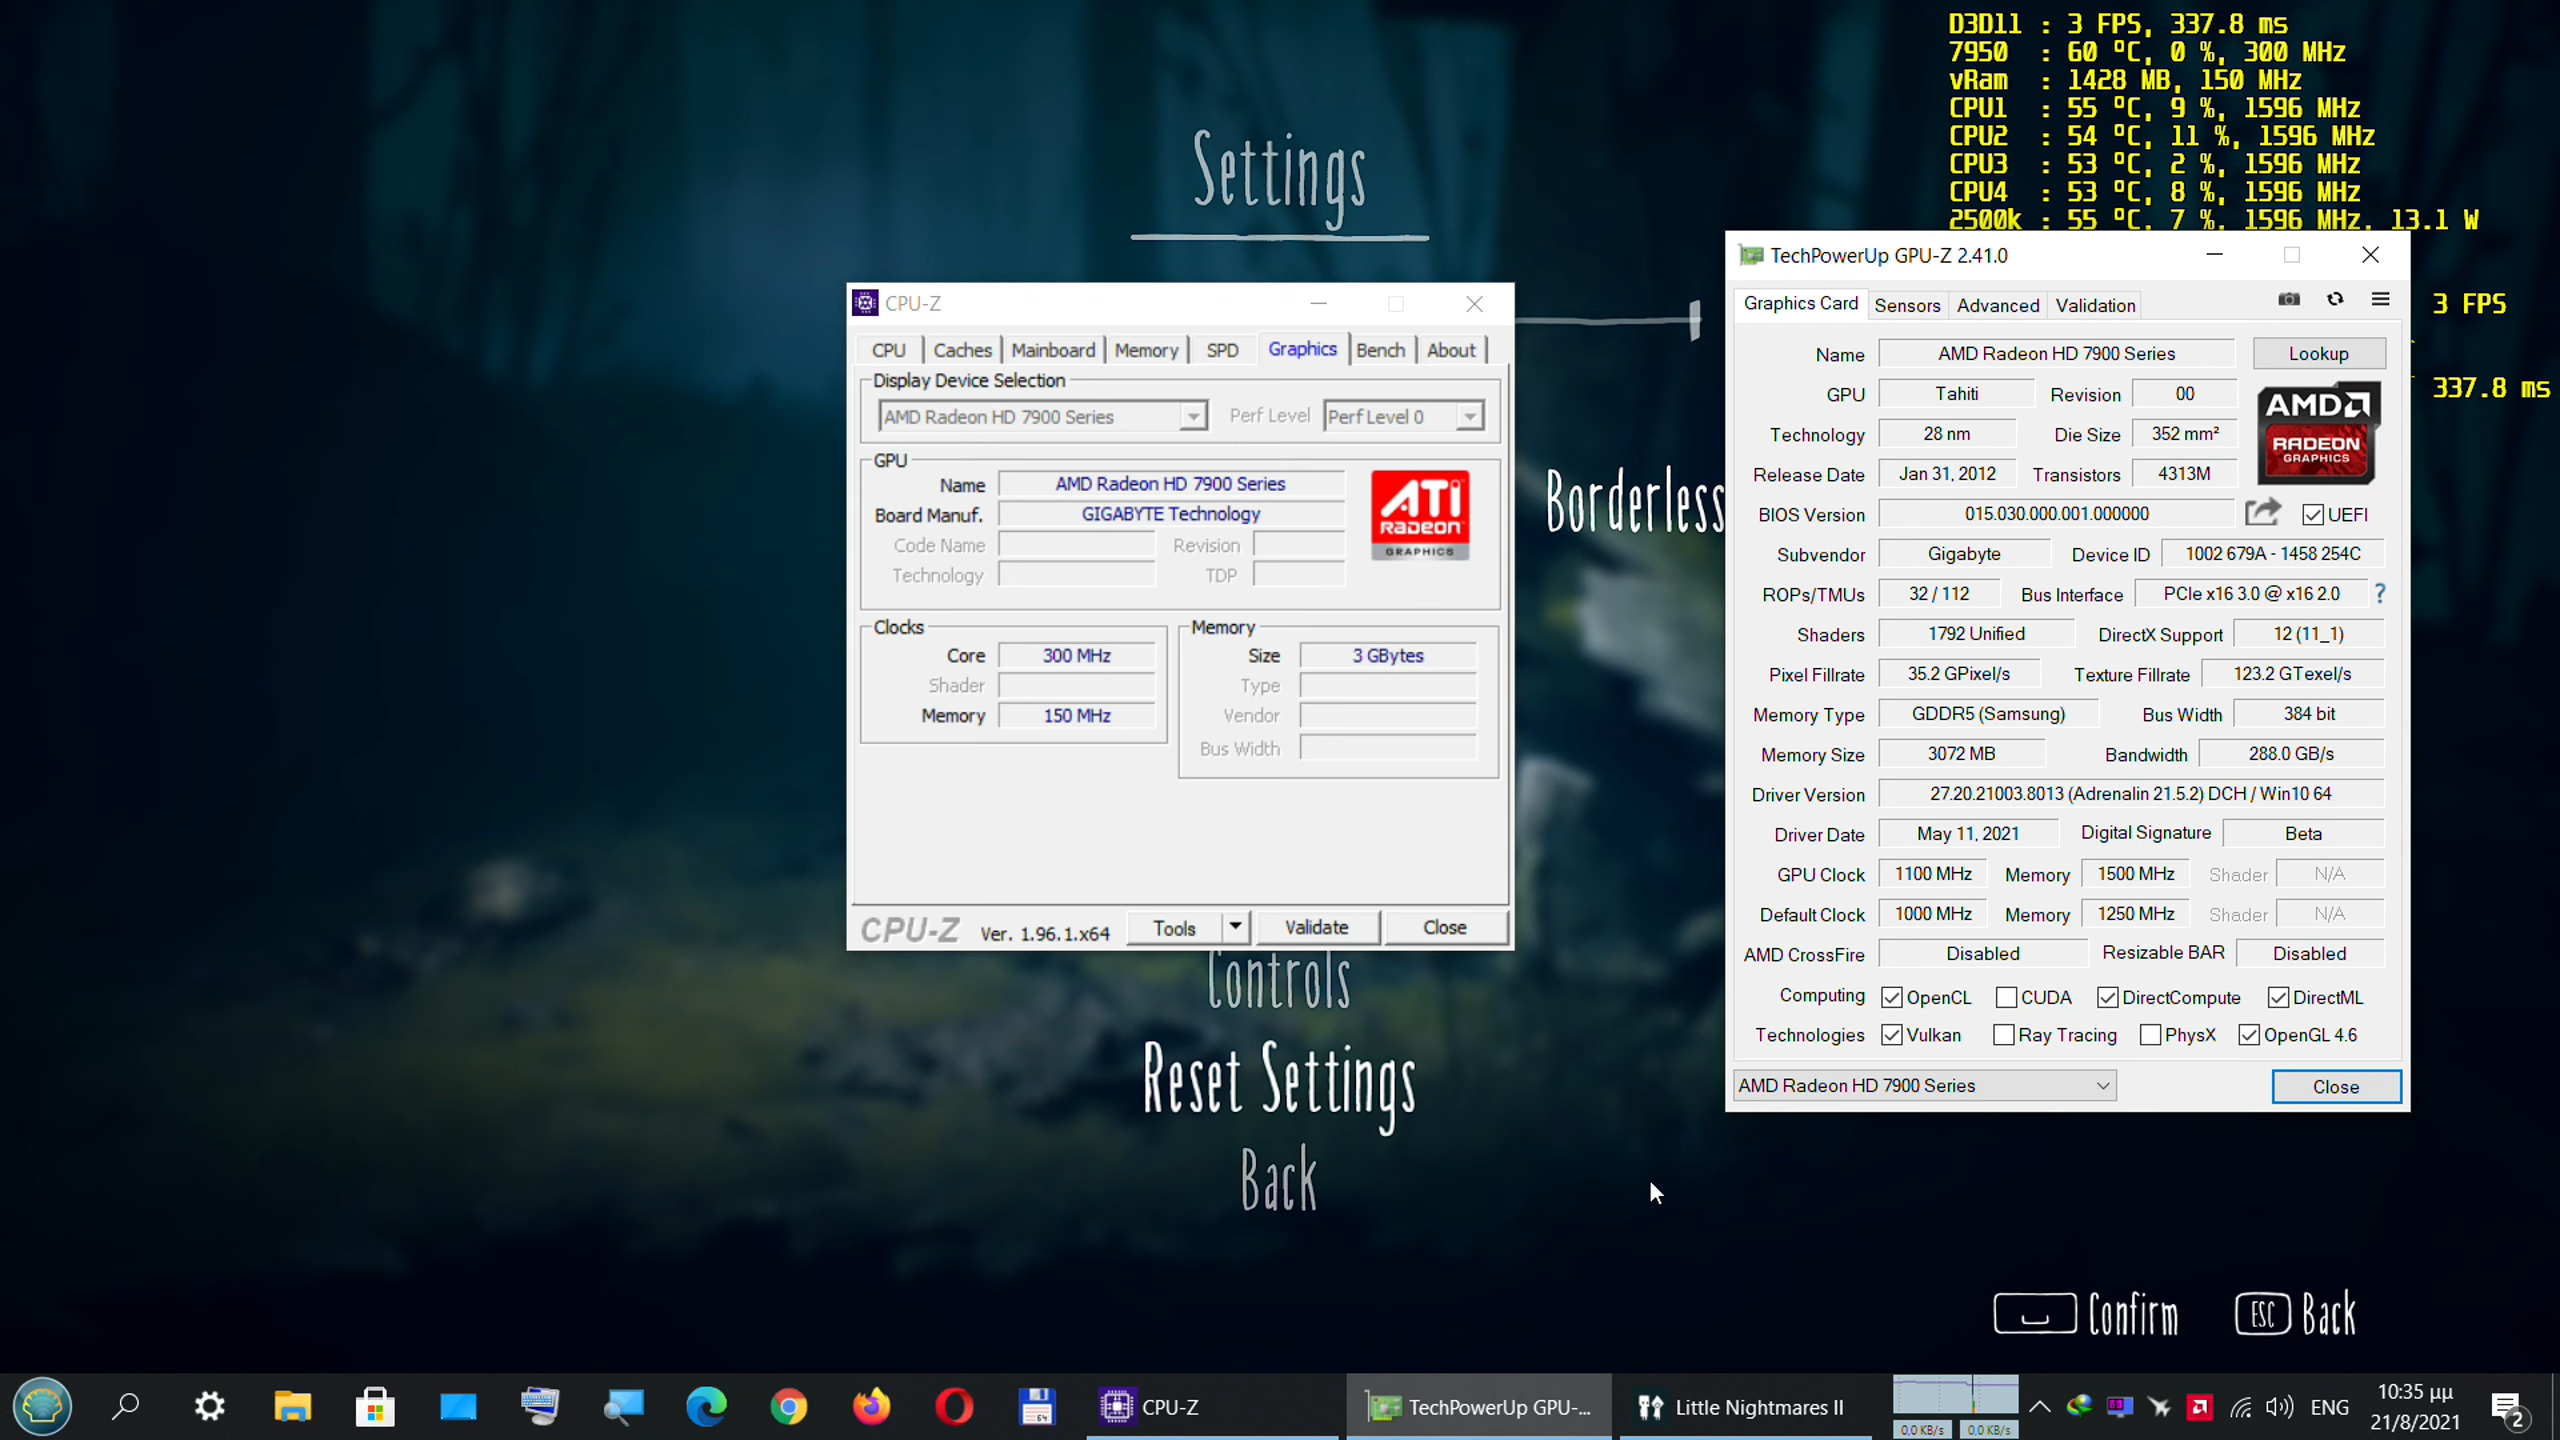 D3D11 : 3 FPS, 337.8 ms
7950 : 60 °C, 0 %, 300 MHz
vRam : 1428 MB, 150 MHz
CPU1 : 55 °C, 9 %, 1596 MHz
CPU2 : 54 °C, 11 %, 1596 MHz
CPU3 : 53 °C, 2 %, 1596 MHz
CPU4 : 53 °C, 8 %, 1596 MHz
2500k : 55 °C, 7 %, 1596 MHz, 13.1 W
3 FPS
337.8 ms
Settings
Borderless
Controls
Reset Settings
Back
Confirm
ESC Back
CPU-Z
CPU Caches Mainboard Memory SPD Graphics Bench About
Display Device Selection
AMD Radeon HD 7900 Series Perf Level Perf Level 0
GPU
Name AMD Radeon HD 7900 Series
Board Manuf. GIGABYTE Technology
Code Name Revision
Technology TDP
ATI RADEON GRAPHICS
Clocks
Core 300 MHz
Shader
Memory 150 MHz
Memory
Size 3 GBytes
Type
Vendor
Bus Width
CPU-Z Ver. 1.96.1.x64 Tools Validate Close
TechPowerUp GPU-Z 2.41.0
Graphics Card Sensors Advanced Validation
Name AMD Radeon HD 7900 Series Lookup
GPU Tahiti Revision 00
AMD RADEON GRAPHICS
Technology 28 nm Die Size 352 mm²
Release Date Jan 31, 2012 Transistors 4313M
BIOS Version 015.030.000.001.000000 UEFI
Subvendor Gigabyte Device ID 1002 679A - 1458 254C
ROPs/TMUs 32 / 112 Bus Interface PCIe x16 3.0 @ x16 2.0 ?
Shaders 1792 Unified DirectX Support 12 (11_1)
Pixel Fillrate 35.2 GPixel/s Texture Fillrate 123.2 GTexel/s
Memory Type GDDR5 (Samsung) Bus Width 384 bit
Memory Size 3072 MB Bandwidth 288.0 GB/s
Driver Version 27.20.21003.8013 (Adrenalin 21.5.2) DCH / Win10 64
Driver Date May 11, 2021 Digital Signature Beta
GPU Clock 1100 MHz Memory 1500 MHz Shader N/A
Default Clock 1000 MHz Memory 1250 MHz Shader N/A
AMD CrossFire Disabled Resizable BAR Disabled
Computing OpenCL CUDA DirectCompute DirectML
Technologies Vulkan Ray Tracing PhysX OpenGL 4.6
AMD Radeon HD 7900 Series Close
64
CPU-Z
TechPowerUp GPU-...
Little Nightmares II
0,0 KB/s 0,0 KB/s
ENG
10:35 μμ
21/8/2021
2